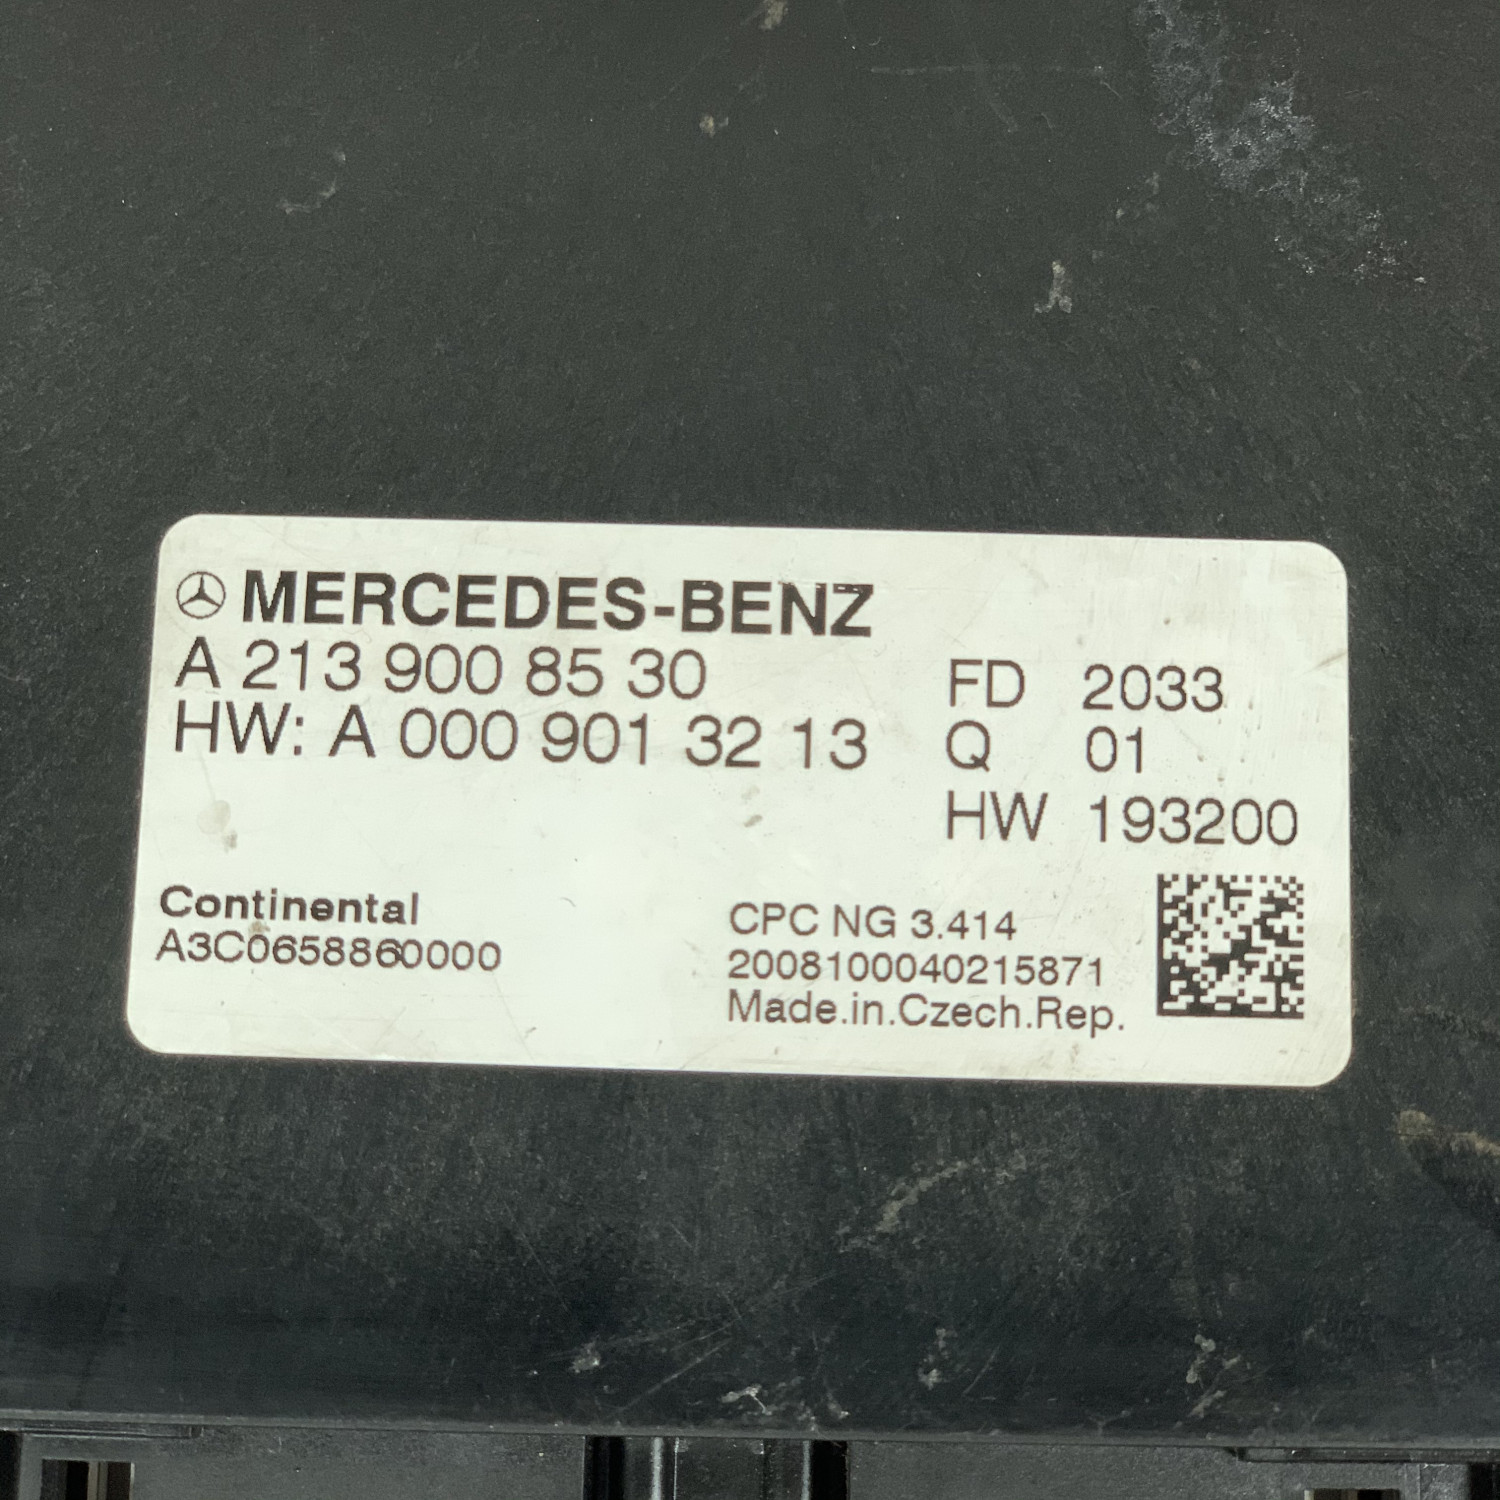 MERCEDES-BENZ
A 213 900 85 30
HW: A 000 901 32 13
FD 2033
Q 01
HW 193200
Continental
A3C0658860000
CPC NG 3.414
2008100040215871
Made.in.Czech.Rep.